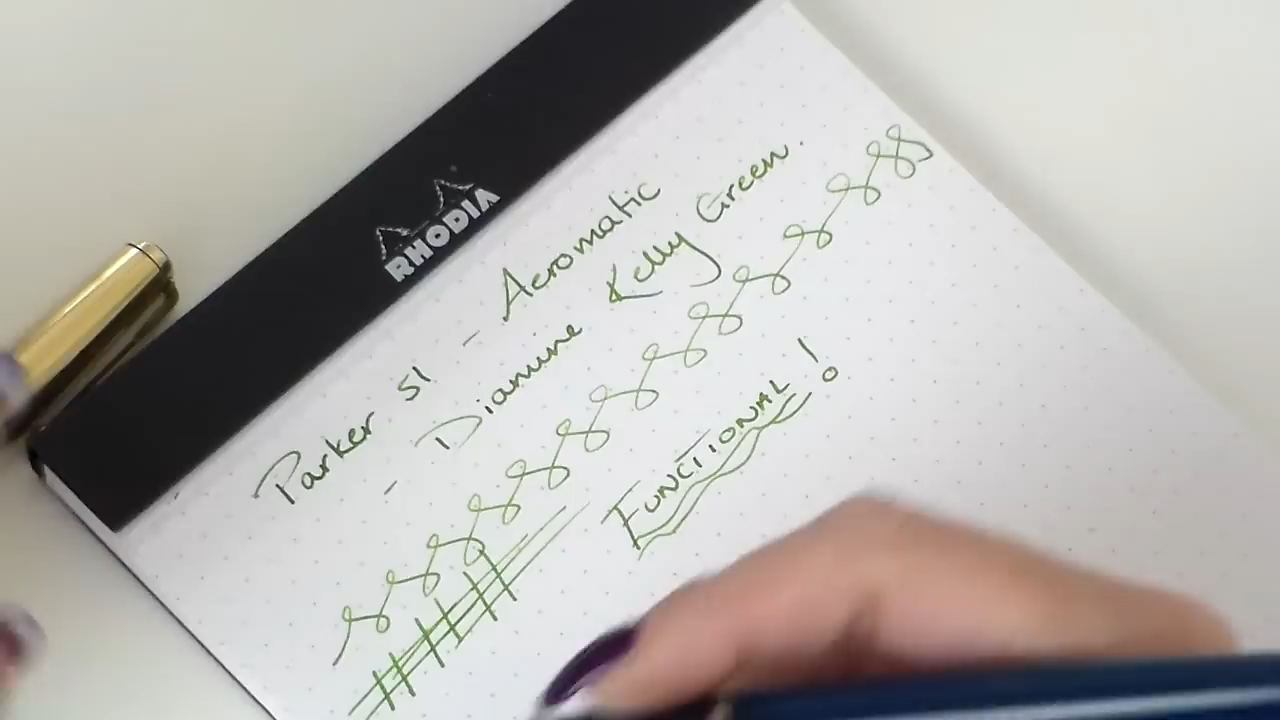 RHODIA
Parker 51 - Aeromatic
- Diamine Kelly Green.
FUNCTIONAL!